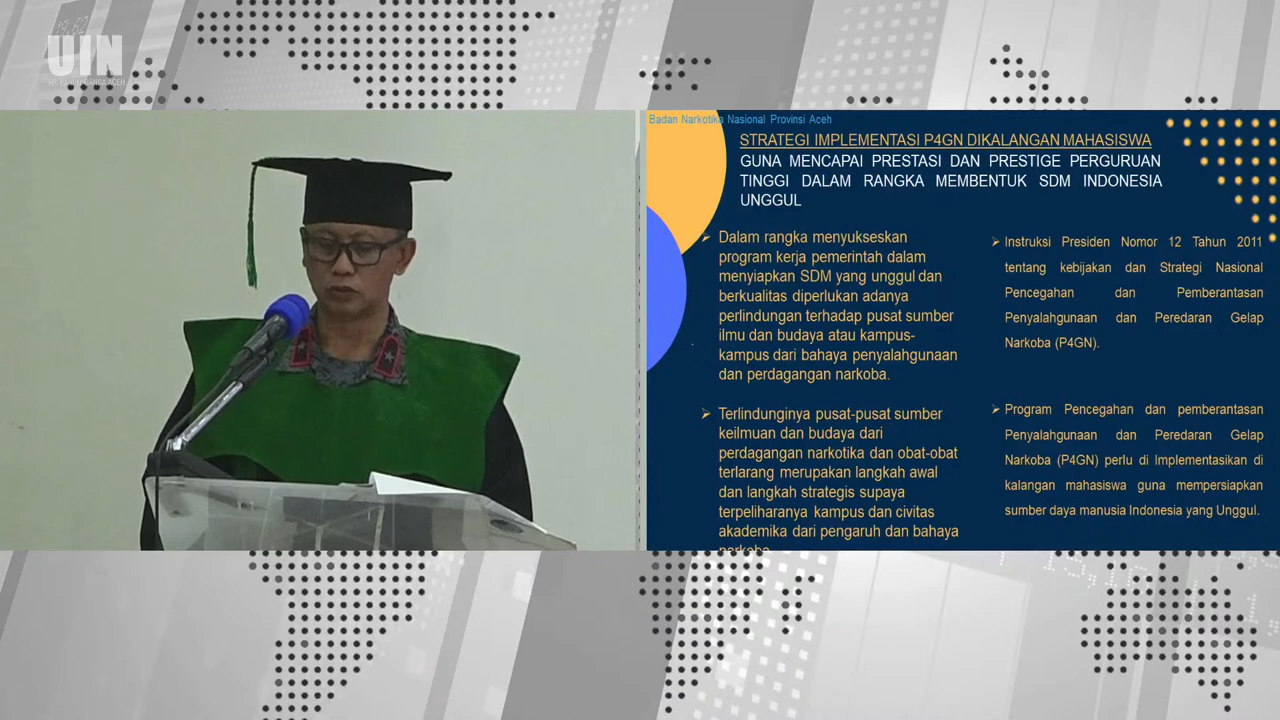 UIN
Badan Narkotika Nasional Provinsi Aceh
STRATEGI IMPLEMENTASI P4GN DIKALANGAN MAHASISWA
GUNA MENCAPAI PRESTASI DAN PRESTIGE PERGURUAN
TINGGI DALAM RANGKA MEMBENTUK SDM INDONESIA
UNGGUL
Dalam rangka menyukseskan
program kerja pemerintah dalam
menyiapkan SDM yang unggul dan
berkualitas diperlukan adanya
perlindungan terhadap pusat sumber
ilmu dan budaya atau kampus-
kampus dari bahaya penyalahgunaan
dan perdagangan narkoba.
Terlindunginya pusat-pusat sumber
keilmuan dan budaya dari
perdagangan narkotika dan obat-obat
terlarang merupakan langkah awal
dan langkah strategis supaya
terpeliharanya kampus dan civitas
akademika dari pengaruh dan bahaya
narkoba
Instruksi Presiden Nomor 12 Tahun 2011
tentang kebijakan dan Strategi Nasional
Pencegahan dan Pemberantasan
Penyalahgunaan dan Peredaran Gelap
Narkoba (P4GN).
Program Pencegahan dan pemberantasan
Penyalahgunaan dan Peredaran Gelap
Narkoba (P4GN) perlu di Implementasikan di
kalangan mahasiswa guna mempersiapkan
sumber daya manusia Indonesia yang Unggul.